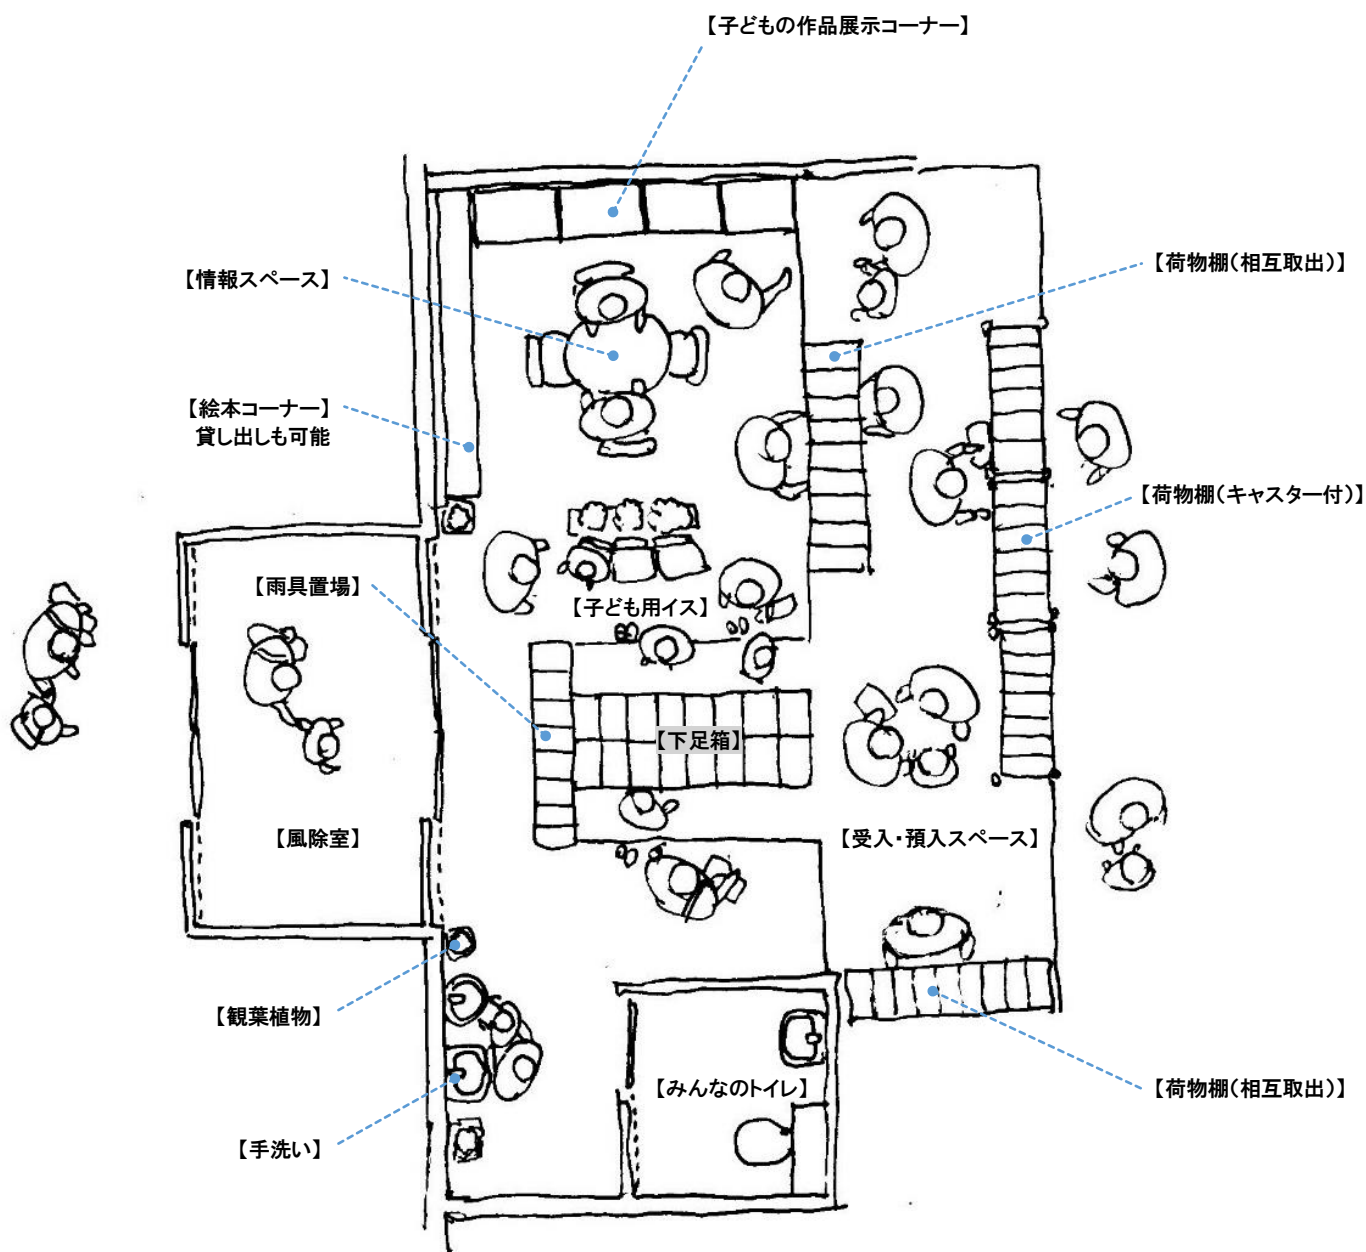 【子どもの作品展示コーナー】
【荷物棚(相互取出)】
【情報スペース】
【絵本コーナー】
貸し出しも可能
【荷物棚(キャスター付)】
【雨具置場】
【子ども用イス】
【下足箱】
【風除室】
【受入・預入スペース】
【観葉植物】
【みんなのトイレ】
【荷物棚(相互取出)】
【手洗い】